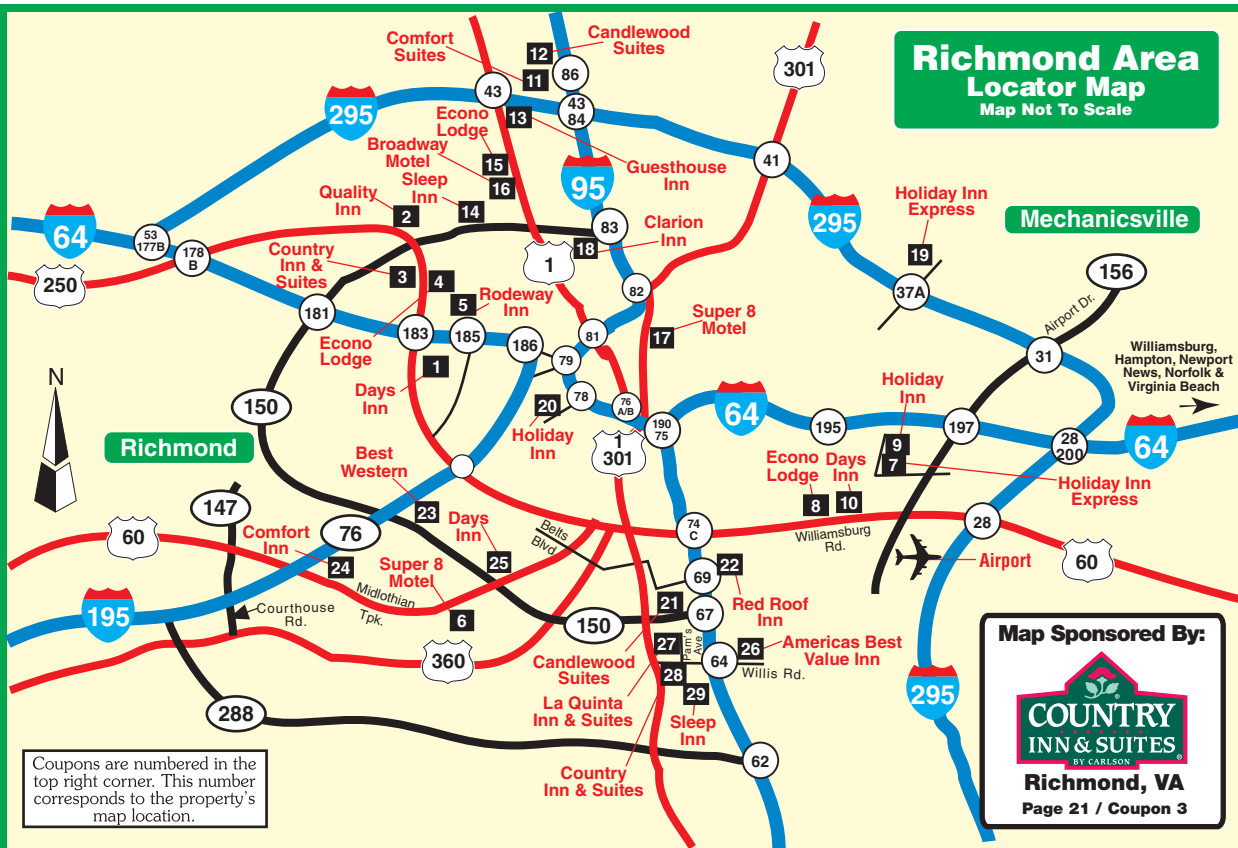 Richmond Area
Locator Map
Map Not To Scale
Comfort
Suites
12
Candlewood
Suites
11
86
301
43
43
84
295
Econo
Lodge
13
Broadway
Motel
15
Guesthouse
Inn
41
Sleep
Inn
16
95
295
Holiday Inn
Express
Mechanicsville
Quality
Inn
2
14
64
53
177B
178
B
83
Clarion
Inn
18
19
250
Country
Inn &
Suites
3
4
1
156
37A
82
5
Rodeway
Inn
Airport Dr.
181
Super 8
Motel
17
183
185
186
81
Econo
Lodge
79
31
Williamsburg,
Hampton, Newport
News, Norfolk &
Virginia Beach
N
1
Days
Inn
78
76
A/B
Holiday
Inn
150
20
64
195
197
190
75
Holiday
Inn
1
301
9
7
28
200
64
Richmond
Best
Western
Econo
Lodge
Days
Inn
Holiday Inn
Express
8
10
147
23
60
76
Days
Inn
Belts
Blvd
74
C
28
Williamsburg
Rd.
Comfort
Inn
24
25
Super 8
Motel
69
22
Airport
60
Midlothian
Tpk.
Red Roof
Inn
195
Courthouse
Rd.
6
21
67
150
Map Sponsored By:
COUNTRY
INN & SUITES
BY CARLSON
®
Richmond, VA
Page 21 / Coupon 3
360
27
Pam's
Ave
26
Americas Best
Value Inn
Candlewood
Suites
64
Willis Rd.
28
29
295
La Quinta
Inn & Suites
Sleep
Inn
288
Country
Inn & Suites
62
Coupons are numbered in the
top right corner. This number
corresponds to the property's
map location.